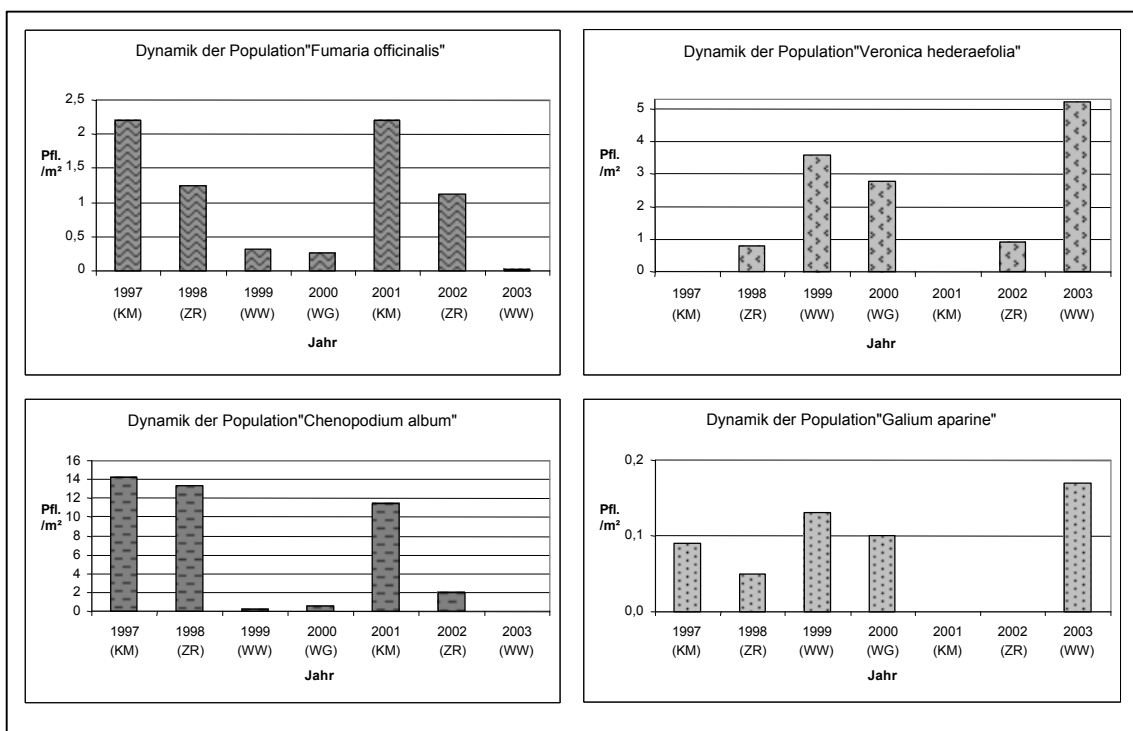 Dynamik der Population"Fumaria officinalis"
2,5
2
1,5
1
0,5
0
Pfl.
/m²
1997 1998 1999 2000 2001 2002 2003
(KM) (ZR) (WW) (WG) (KM) (ZR) (WW)
Jahr
Dynamik der Population"Veronica hederaefolia"
5
4
3
2
1
0
Pfl.
/m²
1997 1998 1999 2000 2001 2002 2003
(KM) (ZR) (WW) (WG) (KM) (ZR) (WW)
Jahr
Dynamik der Population"Chenopodium album"
16
14
12
10
8
6
4
2
0
Pfl.
/m²
1997 1998 1999 2000 2001 2002 2003
(KM) (ZR) (WW) (WG) (KM) (ZR) (WW)
Jahr
Dynamik der Population"Galium aparine"
0,2
0,1
0,0
Pfl.
/m²
1997 1998 1999 2000 2001 2002 2003
(KM) (ZR) (WW) (WG) (KM) (ZR) (WW)
Jahr